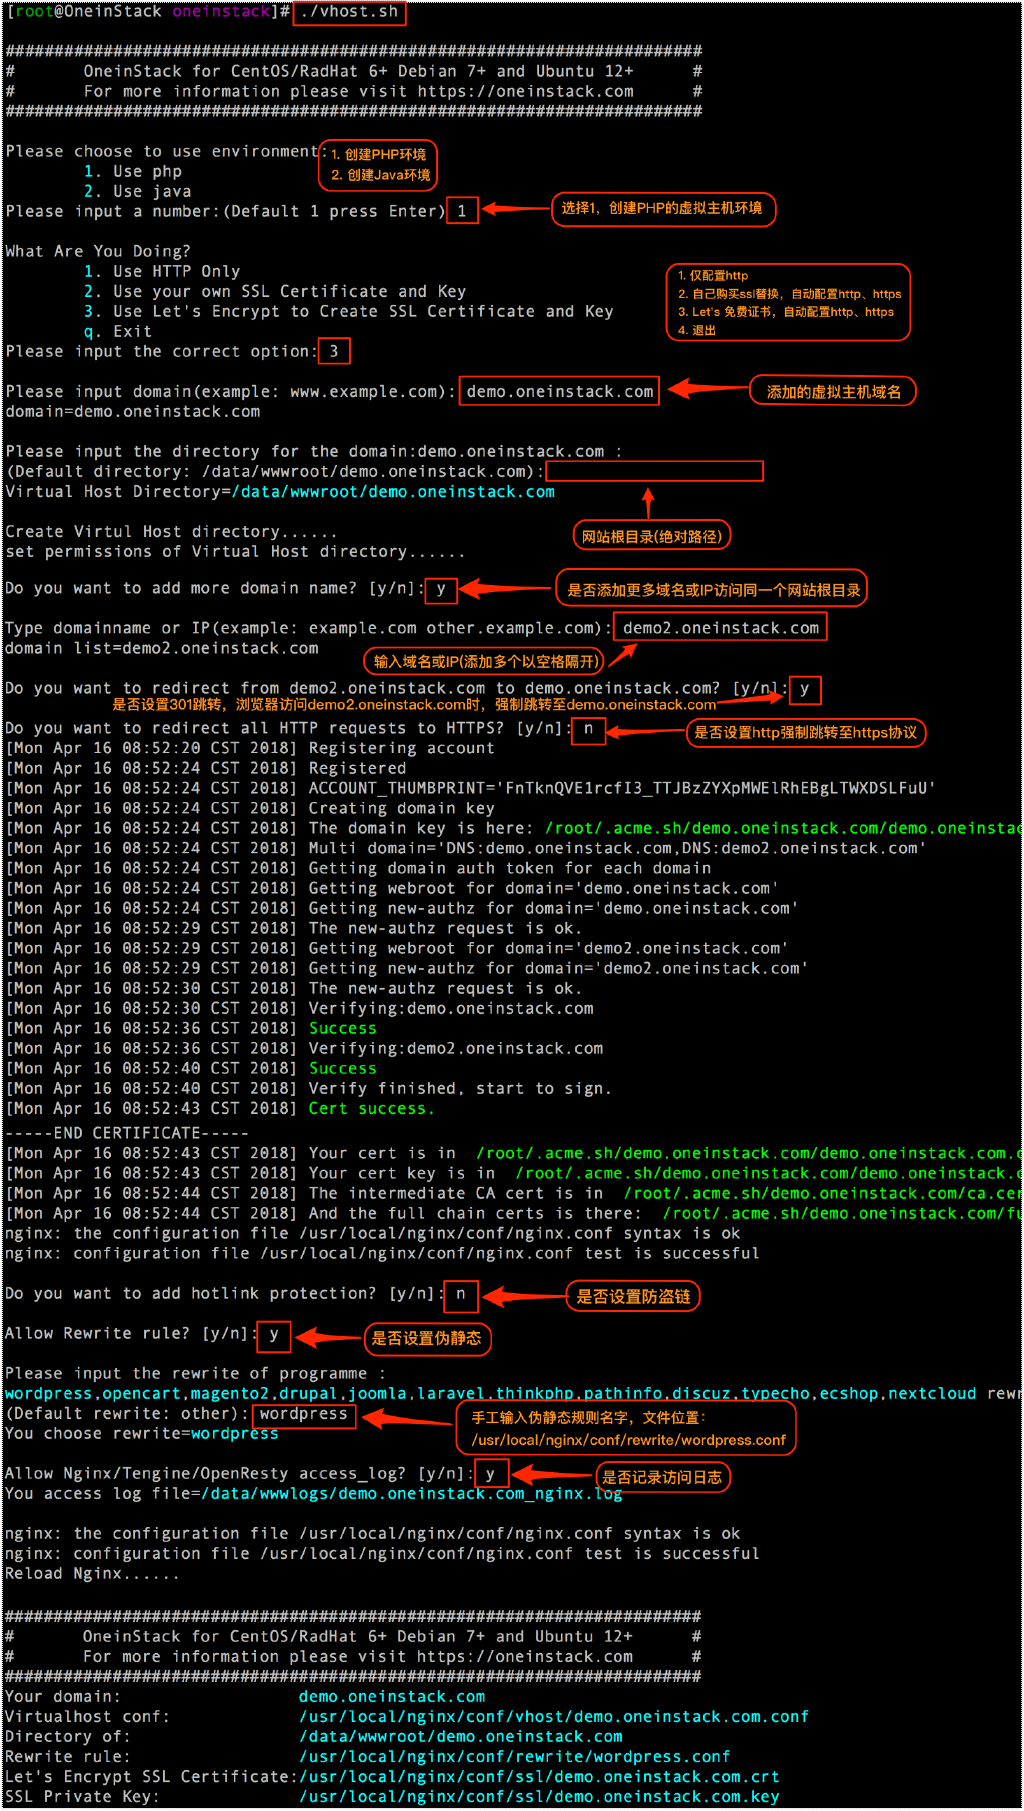 [root@OneinStack oneinstack]# ./vhost.sh
#######################################################################
#       OneinStack for CentOS/RadHat 6+ Debian 7+ and Ubuntu 12+      #
#       For more information please visit https://oneinstack.com      #
#######################################################################
Please choose to use environment:
1. 创建PHP环境
1. Use php
2. 创建Java环境
2. Use java
Please input a number:(Default 1 press Enter) 1
选择1，创建PHP的虚拟主机环境
What Are You Doing?
1. Use HTTP Only
1. 仅配置http
2. Use your own SSL Certificate and Key
2. 自己购买ssl替换，自动配置http、https
3. Use Let's Encrypt to Create SSL Certificate and Key
3. Let's 免费证书，自动配置http、https
q. Exit
4. 退出
Please input the correct option: 3
Please input domain(example: www.example.com): demo.oneinstack.com
添加的虚拟主机域名
domain=demo.oneinstack.com
Please input the directory for the domain:demo.oneinstack.com :
(Default directory: /data/wwwroot/demo.oneinstack.com):
Virtual Host Directory=/data/wwwroot/demo.oneinstack.com
网站根目录(绝对路径)
Create Virtul Host directory......
set permissions of Virtual Host directory......
Do you want to add more domain name? [y/n]: y
是否添加更多域名或IP访问同一个网站根目录
Type domainname or IP(example: example.com other.example.com): demo2.oneinstack.com
domain list=demo2.oneinstack.com
输入域名或IP(添加多个以空格隔开)
Do you want to redirect from demo2.oneinstack.com to demo.oneinstack.com? [y/n]: y
是否设置301跳转，浏览器访问demo2.oneinstack.com时，强制跳转至demo.oneinstack.com
Do you want to redirect all HTTP requests to HTTPS? [y/n]: n
是否设置http强制跳转至https协议
[Mon Apr 16 08:52:20 CST 2018] Registering account
[Mon Apr 16 08:52:24 CST 2018] Registered
[Mon Apr 16 08:52:24 CST 2018] ACCOUNT_THUMBPRINT='FnTknQVE1rcfI3_TTJBzZYXpMWElRhEBgLTWXDSLFuU'
[Mon Apr 16 08:52:24 CST 2018] Creating domain key
[Mon Apr 16 08:52:24 CST 2018] The domain key is here: /root/.acme.sh/demo.oneinstack.com/demo.oneinstac
[Mon Apr 16 08:52:24 CST 2018] Multi domain='DNS:demo.oneinstack.com,DNS:demo2.oneinstack.com'
[Mon Apr 16 08:52:24 CST 2018] Getting domain auth token for each domain
[Mon Apr 16 08:52:24 CST 2018] Getting webroot for domain='demo.oneinstack.com'
[Mon Apr 16 08:52:24 CST 2018] Getting new-authz for domain='demo.oneinstack.com'
[Mon Apr 16 08:52:29 CST 2018] The new-authz request is ok.
[Mon Apr 16 08:52:29 CST 2018] Getting webroot for domain='demo2.oneinstack.com'
[Mon Apr 16 08:52:29 CST 2018] Getting new-authz for domain='demo2.oneinstack.com'
[Mon Apr 16 08:52:30 CST 2018] The new-authz request is ok.
[Mon Apr 16 08:52:30 CST 2018] Verifying:demo.oneinstack.com
[Mon Apr 16 08:52:36 CST 2018] Success
[Mon Apr 16 08:52:36 CST 2018] Verifying:demo2.oneinstack.com
[Mon Apr 16 08:52:40 CST 2018] Success
[Mon Apr 16 08:52:40 CST 2018] Verify finished, start to sign.
[Mon Apr 16 08:52:43 CST 2018] Cert success.
-----END CERTIFICATE-----
[Mon Apr 16 08:52:43 CST 2018] Your cert is in  /root/.acme.sh/demo.oneinstack.com/demo.oneinstack.com.c
[Mon Apr 16 08:52:43 CST 2018] Your cert key is in  /root/.acme.sh/demo.oneinstack.com/demo.oneinstack.c
[Mon Apr 16 08:52:44 CST 2018] The intermediate CA cert is in  /root/.acme.sh/demo.oneinstack.com/ca.cer
[Mon Apr 16 08:52:44 CST 2018] And the full chain certs is there:  /root/.acme.sh/demo.oneinstack.com/fu
nginx: the configuration file /usr/local/nginx/conf/nginx.conf syntax is ok
nginx: configuration file /usr/local/nginx/conf/nginx.conf test is successful
Do you want to add hotlink protection? [y/n]: n
是否设置防盗链
Allow Rewrite rule? [y/n]: y
是否设置伪静态
Please input the rewrite of programme :
wordpress,opencart,magento2,drupal,joomla,laravel,thinkphp,pathinfo,discuz,typecho,ecshop,nextcloud rewr
(Default rewrite: other): wordpress
手工输入伪静态规则名字，文件位置：
/usr/local/nginx/conf/rewrite/wordpress.conf
You choose rewrite=wordpress
Allow Nginx/Tengine/OpenResty access_log? [y/n]: y
是否记录访问日志
You access log file=/data/wwwlogs/demo.oneinstack.com_nginx.log
nginx: the configuration file /usr/local/nginx/conf/nginx.conf syntax is ok
nginx: configuration file /usr/local/nginx/conf/nginx.conf test is successful
Reload Nginx......
#######################################################################
#       OneinStack for CentOS/RadHat 6+ Debian 7+ and Ubuntu 12+      #
#       For more information please visit https://oneinstack.com      #
#######################################################################
Your domain: demo.oneinstack.com
Virtualhost conf: /usr/local/nginx/conf/vhost/demo.oneinstack.com.conf
Directory of: /data/wwwroot/demo.oneinstack.com
Rewrite rule: /usr/local/nginx/conf/rewrite/wordpress.conf
Let's Encrypt SSL Certificate:/usr/local/nginx/conf/ssl/demo.oneinstack.com.crt
SSL Private Key: /usr/local/nginx/conf/ssl/demo.oneinstack.com.key